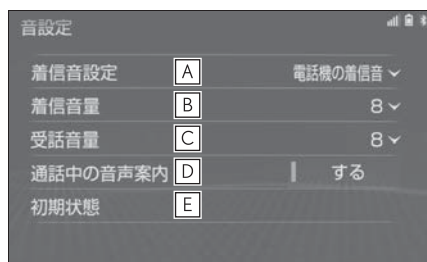 音設定
着信音設定 A 電話機の着信音
着信音量 B 8
受話音量 C 8
通話中の音声案内 D する
初期状態 E